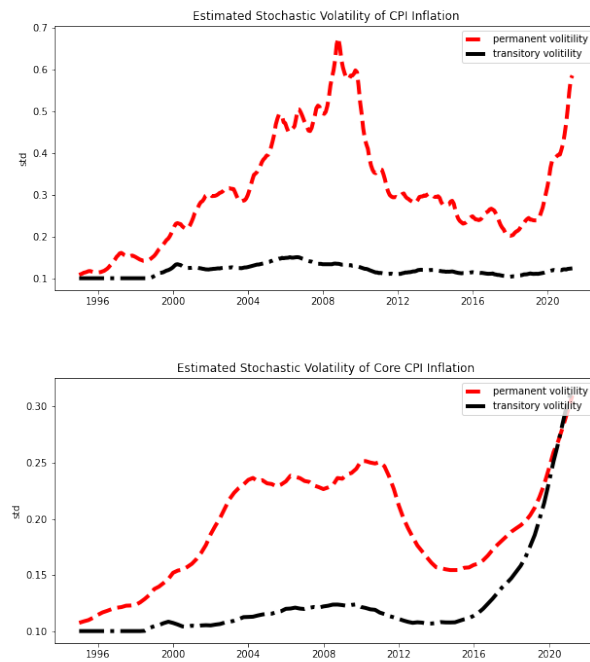 Estimated Stochastic Volatility of CPI Inflation
0.7
permanent volitility
transitory volitility
0.6
0.5
std
0.4
0.3
0.2
0.1
1996 2000 2004 2008 2012 2016 2020
Estimated Stochastic Volatility of Core CPI Inflation
permanent volitility
0.30
transitory volitility
0.25
std
0.20
0.15
0.10
1996 2000 2004 2008 2012 2016 2020